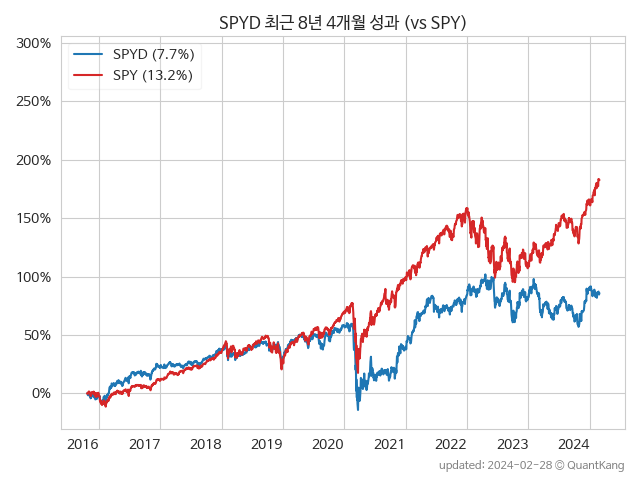 SPYD 최근 8년 4개월 성과 (vs SPY)
SPYD (7.7%)
SPY (13.2%)
300%
250%
200%
150%
100%
50%
0%
2016 2017 2018 2019 2020 2021 2022 2023 2024
updated: 2024-02-28 © QuantKang